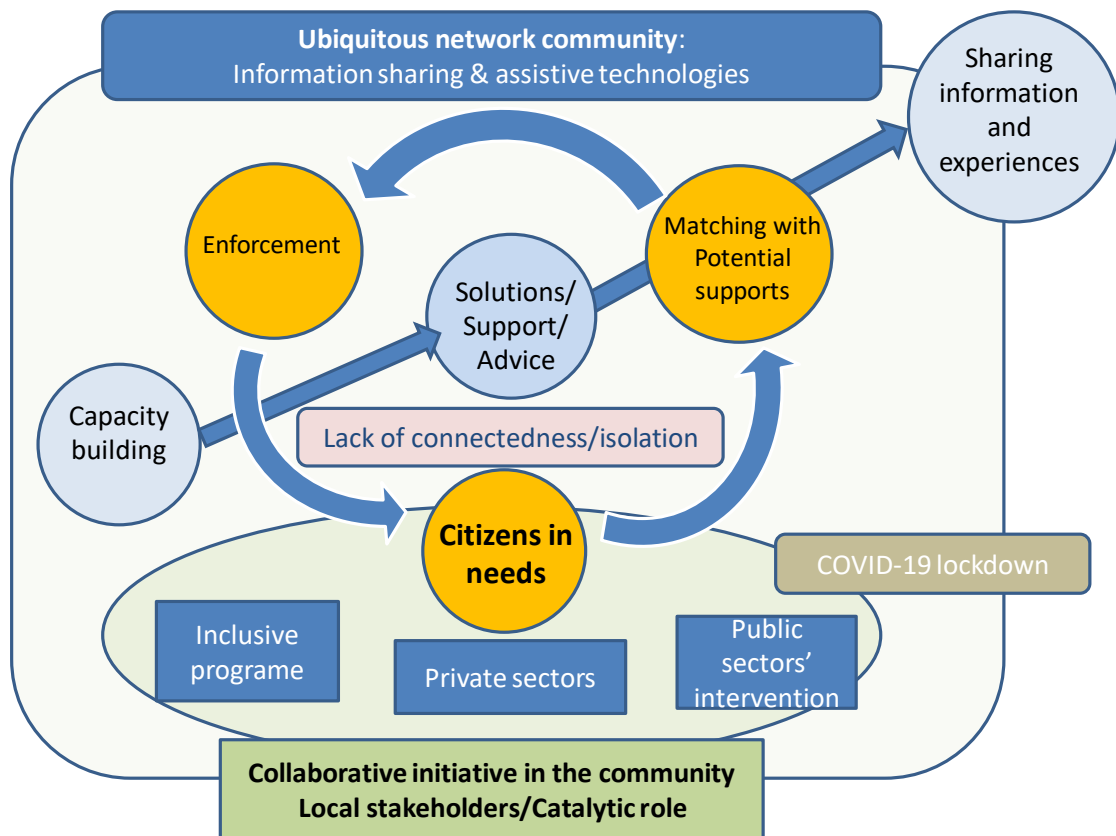 Ubiquitous network community:
Information sharing & assistive technologies
Sharing
information
and
experiences
Enforcement
Matching with
Potential
supports
Solutions/
Support/
Advice
Capacity
building
Lack of connectedness/isolation
Citizens in
needs
COVID-19 lockdown
Inclusive
programe
Private sectors
Public
sectors’
intervention
Collaborative initiative in the community
Local stakeholders/Catalytic role